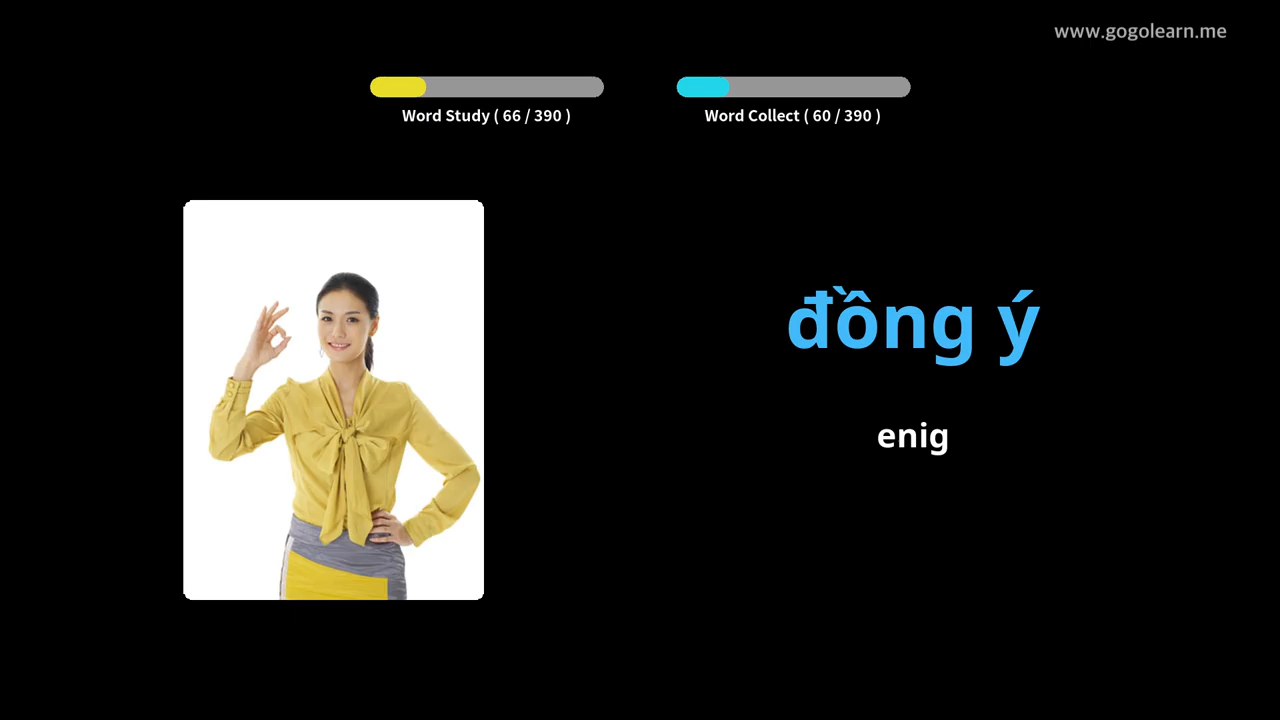 www.gogolearn.me
Word Study ( 66 / 390 )
Word Collect ( 60 / 390 )
đồng ý
enig